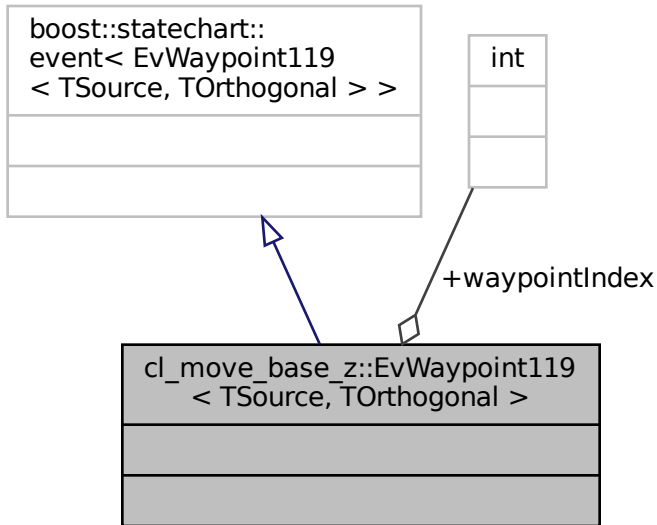 boost::statechart::
event< EvWaypoint119
< TSource, TOrthogonal > >
int
+waypointIndex
cl_move_base_z::EvWaypoint119
< TSource, TOrthogonal >